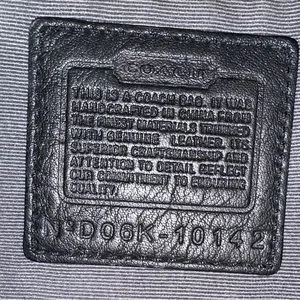 COACH
THIS IS A COACH BAG. IT WAS
HANDCRAFTED IN CHINA FROM
THE FINEST MATERIALS TRIMMED
WITH GENUINE LEATHER. ITS
SUPERIOR CRAFTSMANSHIP AND
ATTENTION TO DETAIL REFLECT
OUR COMMITMENT TO ENDURING
QUALITY.
Nº D06K-10142